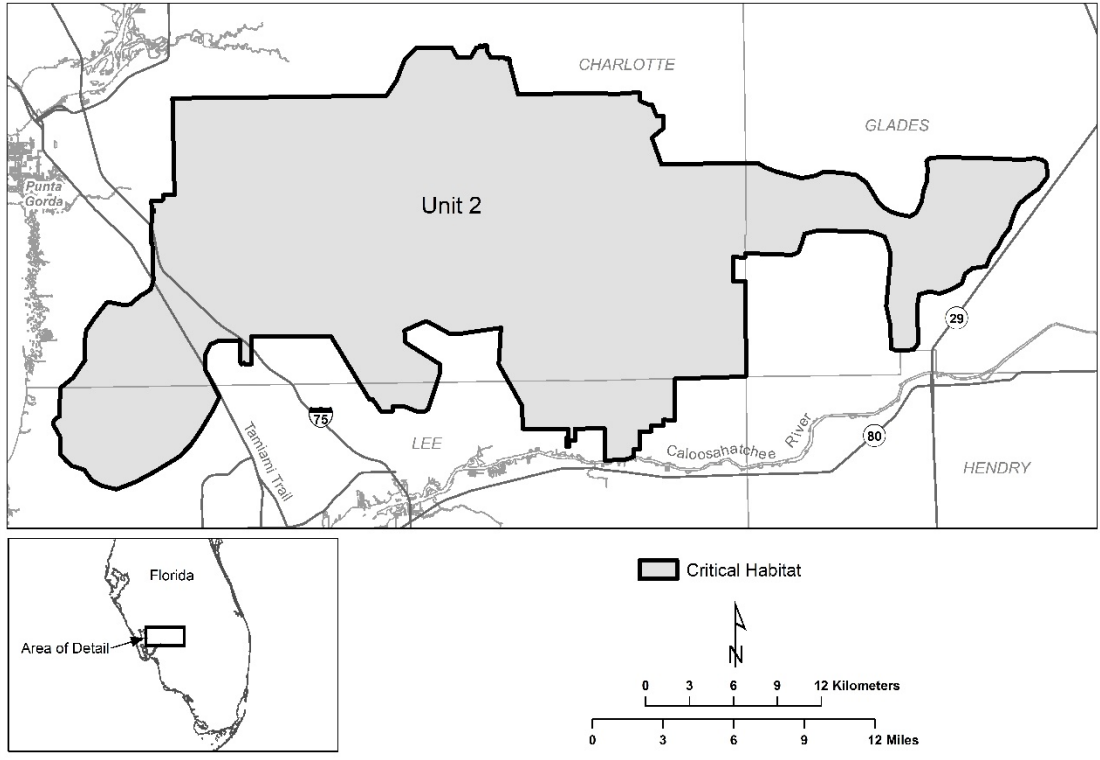 CHARLOTTE
GLADES
Punta
Gorda
Unit 2
29
75
LEE
Tamiami Trail
Caloosahatchee River
80
HENDRY
Florida
Area of Detail
Critical Habitat
N
0 3 6 9 12 Kilometers
0 3 6 9 12 Miles